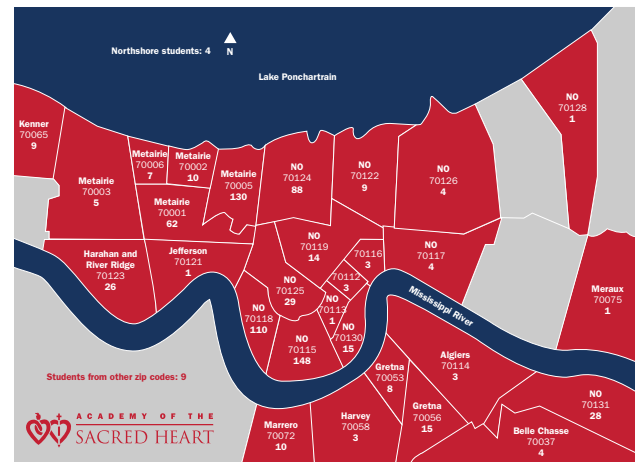 Northshore students: 4
N
Lake Ponchartrain
NO
70128
1
Kenner
70065
9
Metairie
70003
5
Metairie
70006
7
Metairie
70002
10
Metairie
70005
130
Metairie
70001
62
NO
70124
88
NO
70122
9
NO
70126
4
Harahan and
River Ridge
70123
26
Jefferson
70121
1
NO
70119
14
70116
3
70112
3
NO
70117
4
NO
70125
29
NO
70113
1
NO
70118
110
NO
70130
15
NO
70115
148
Mississippi River
Meraux
70075
1
Students from other zip codes: 9
Gretna
70053
8
Algiers
70114
3
Gretna
70056
15
NO
70131
28
Marrero
70072
10
Harvey
70058
3
Belle Chasse
70037
4
ACADEMY OF THE
SACRED HEART